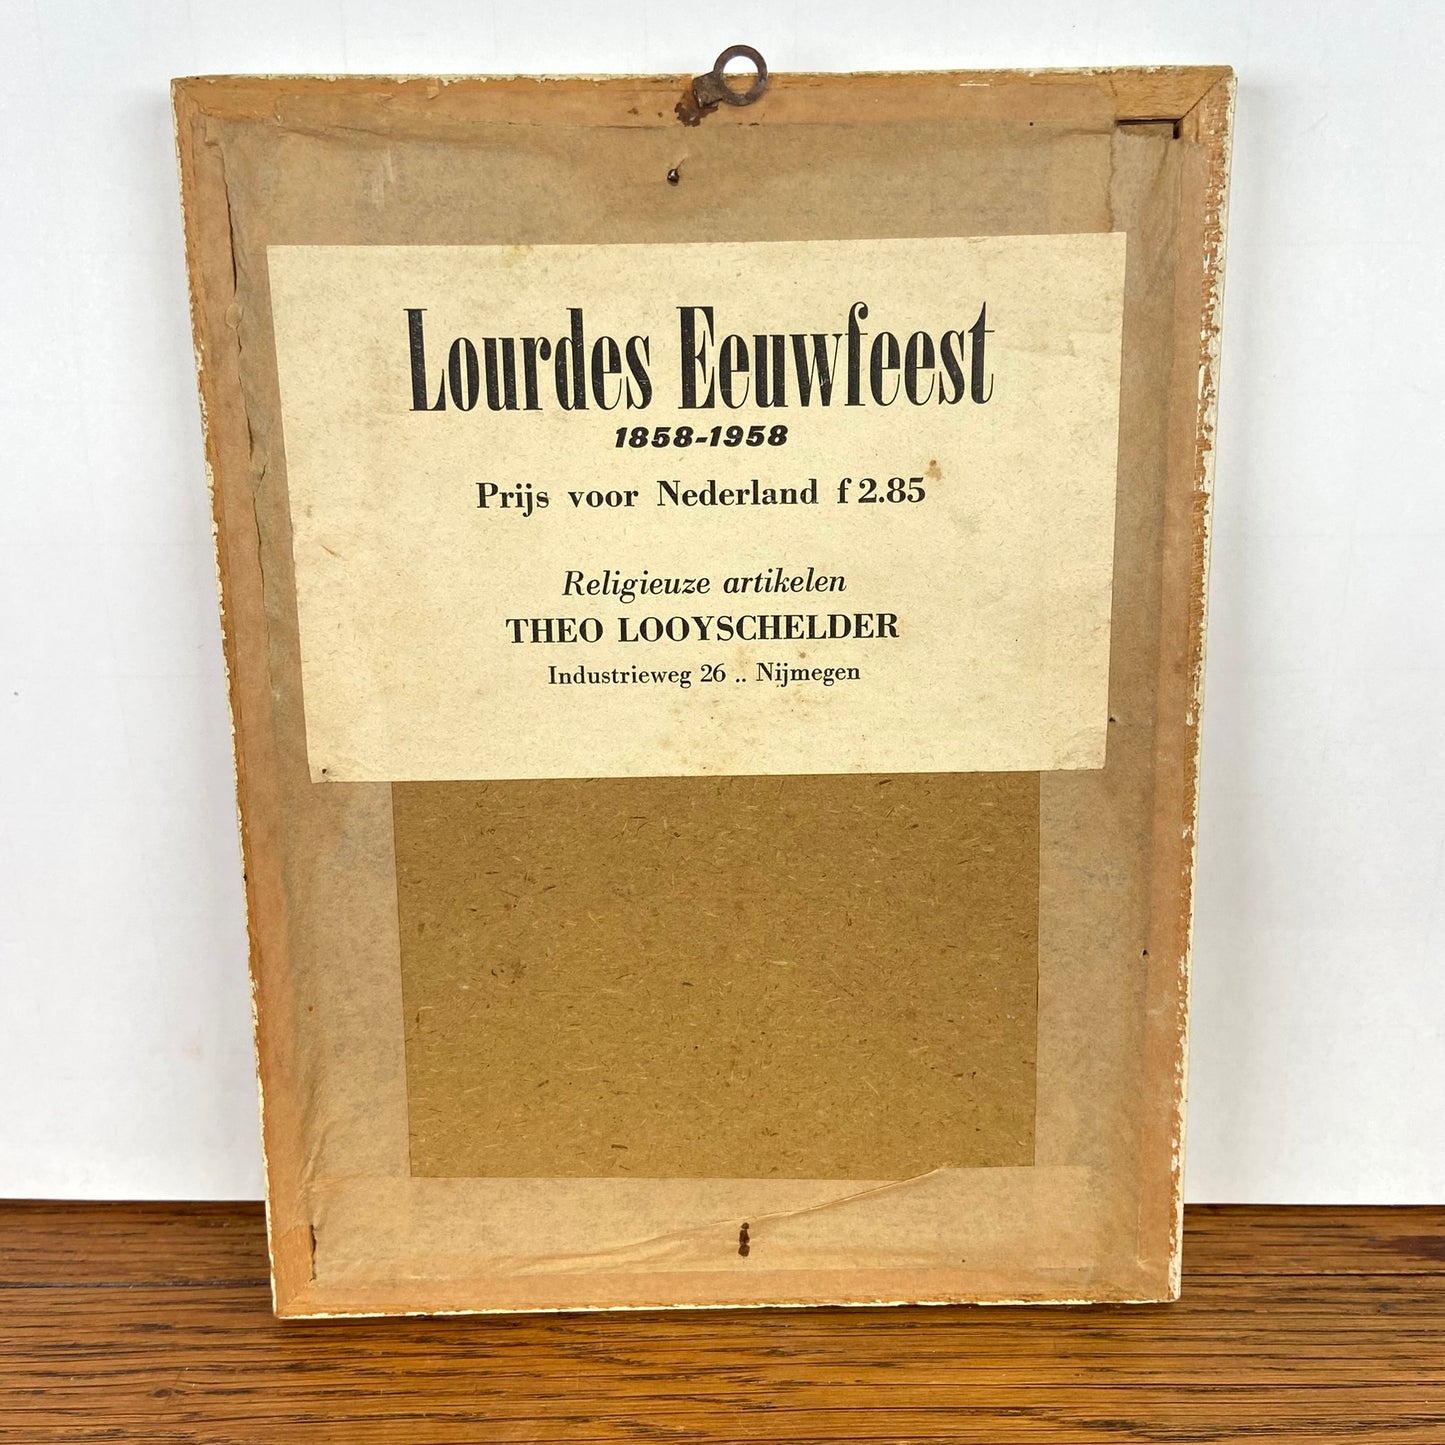 Lourdes Eeuwfeest
1858-1958
Prijs voor Nederland f 2.85
Religieuze artikelen
THEO LOOYSCHELDER
Industrieweg 26 .. Nijmegen